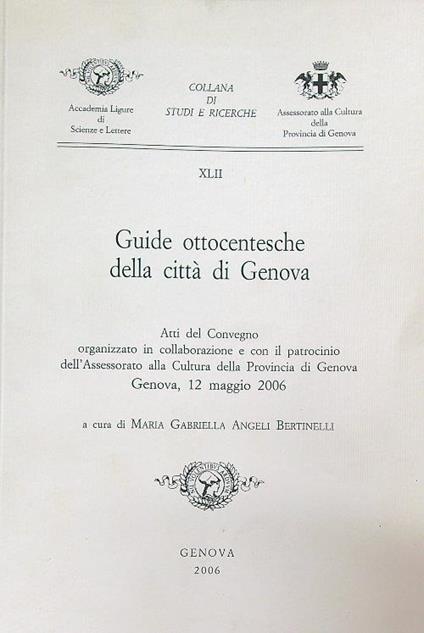 COLLANA
DI
STUDI E RICERCHE
Accademia Ligure
di
Scienze e Lettere
Assessorato alla Cultura
della
Provincia di Genova
XLII
Guide ottocentesche
della città di Genova
Atti del Convegno
organizzato in collaborazione e con il patrocinio
dell'Assessorato alla Cultura della Provincia di Genova
Genova, 12 maggio 2006
a cura di MARIA GABRIELLA ANGELI BERTINELLI
GENOVA
2006